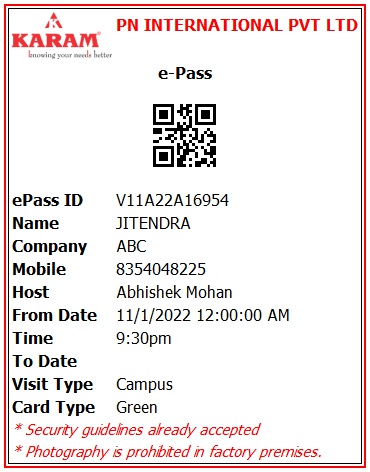 KARAM®
knowing your needs better
PN INTERNATIONAL PVT LTD
e-Pass
ePass ID V11A22A16954
Name JITENDRA
Company ABC
Mobile 8354048225
Host Abhishek Mohan
From Date 11/1/2022 12:00:00 AM
Time 9:30pm
To Date
Visit Type Campus
Card Type Green
* Security guidelines already accepted
* Photography is prohibited in factory premises.